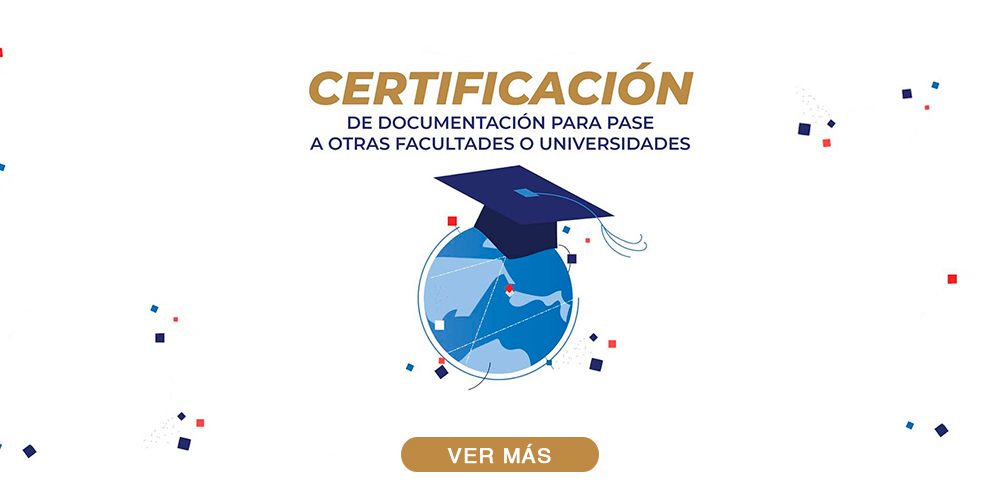 CERTIFICACIÓN
DE DOCUMENTACIÓN PARA PASE
A OTRAS FACULTADES O UNIVERSIDADES
VER MÁS